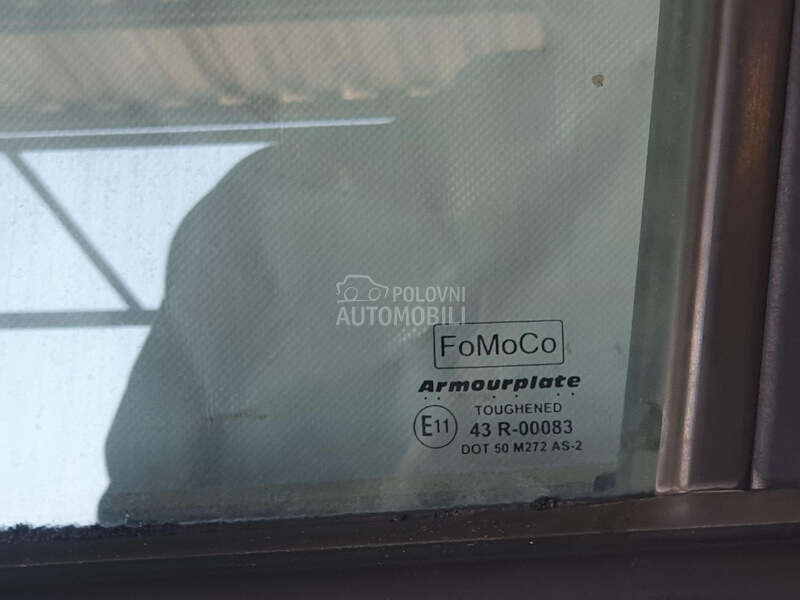 POLOVNI
AUTOMOBILI
FoMoCo
Armourplate
TOUGHENED
E11 43 R-00083
DOT 50 M272 AS-2